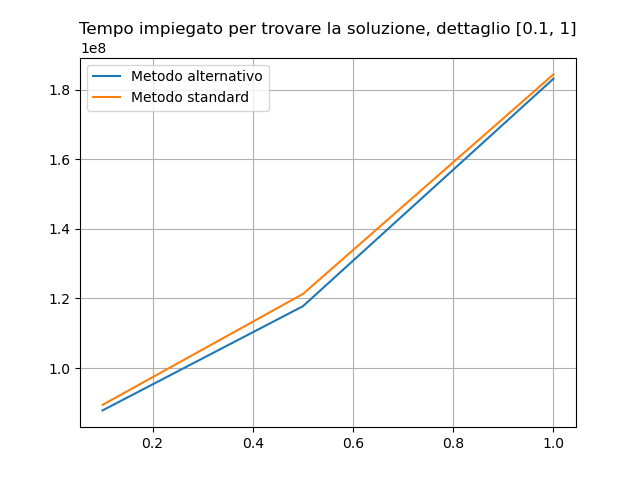 Tempo impiegato per trovare la soluzione, dettaglio [0.1, 1]
1e8
Metodo alternativo
Metodo standard
1.8
1.6
1.4
1.2
1.0
0.2 0.4 0.6 0.8 1.0